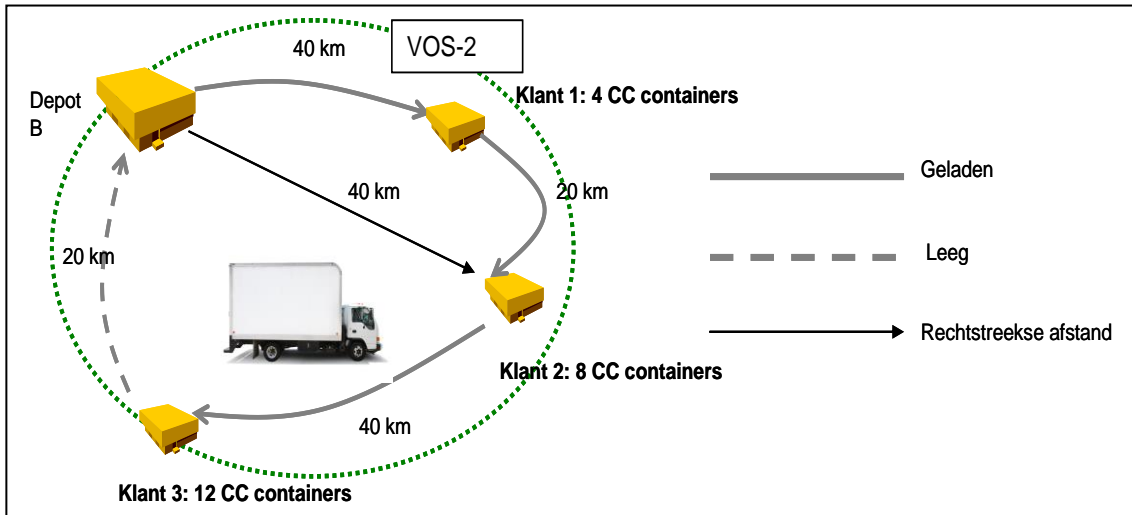 40 km
VOS-2
Depot
B
Klant 1: 4 CC containers
Geladen
40 km
20 km
20 km
Leeg
Rechtstreekse afstand
Klant 2: 8 CC containers
40 km
Klant 3: 12 CC containers